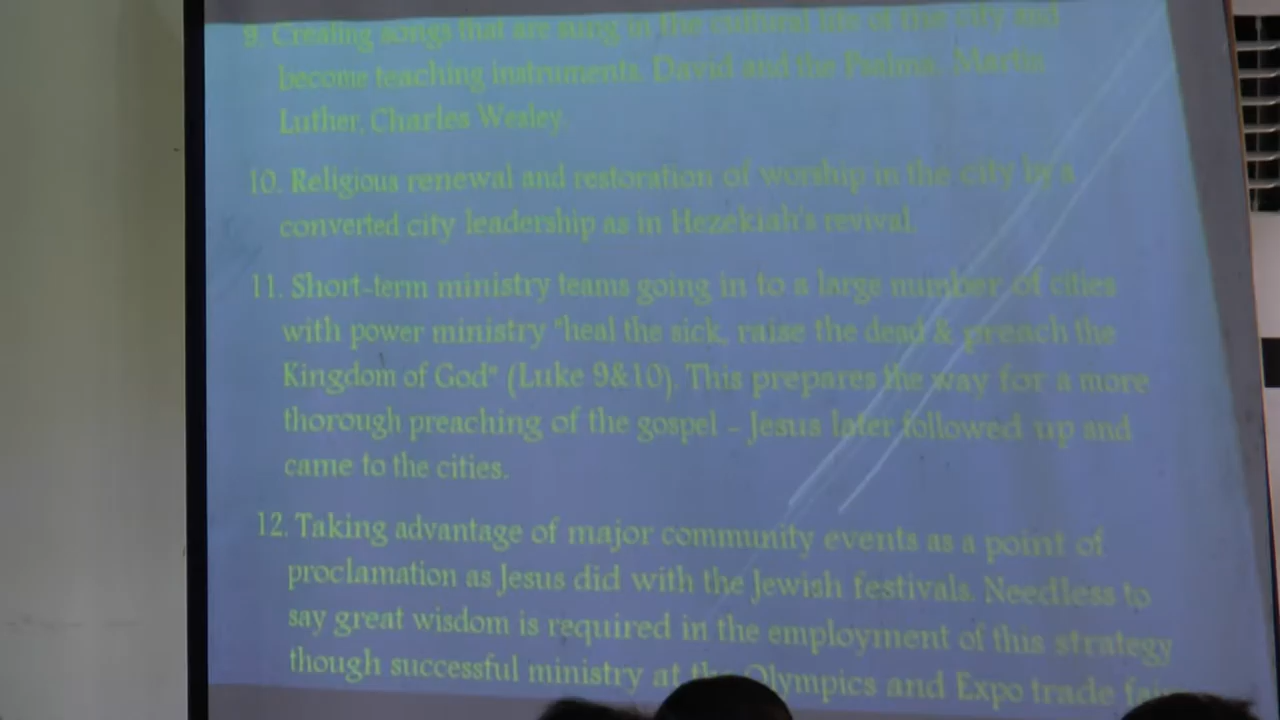 9. Creating songs that are sung in the cultural life of the city and
become teaching instruments. David and the Psalms, Martin
Luther, Charles Wesley.
10. Religious renewal and restoration of worship in the city by a
converted city leadership as in Hezekiah's revival.
11. Short-term ministry teams going in to a large number of cities
with power ministry "heal the sick, raise the dead & preach the
Kingdom of God" (Luke 9&10). This prepares the way for a more
thorough preaching of the gospel - Jesus later followed up and
came to the cities.
12. Taking advantage of major community events as a point of
proclamation as Jesus did with the Jewish festivals. Needless to
say great wisdom is required in the employment of this strategy
though successful ministry at the Olympics and Expo trade